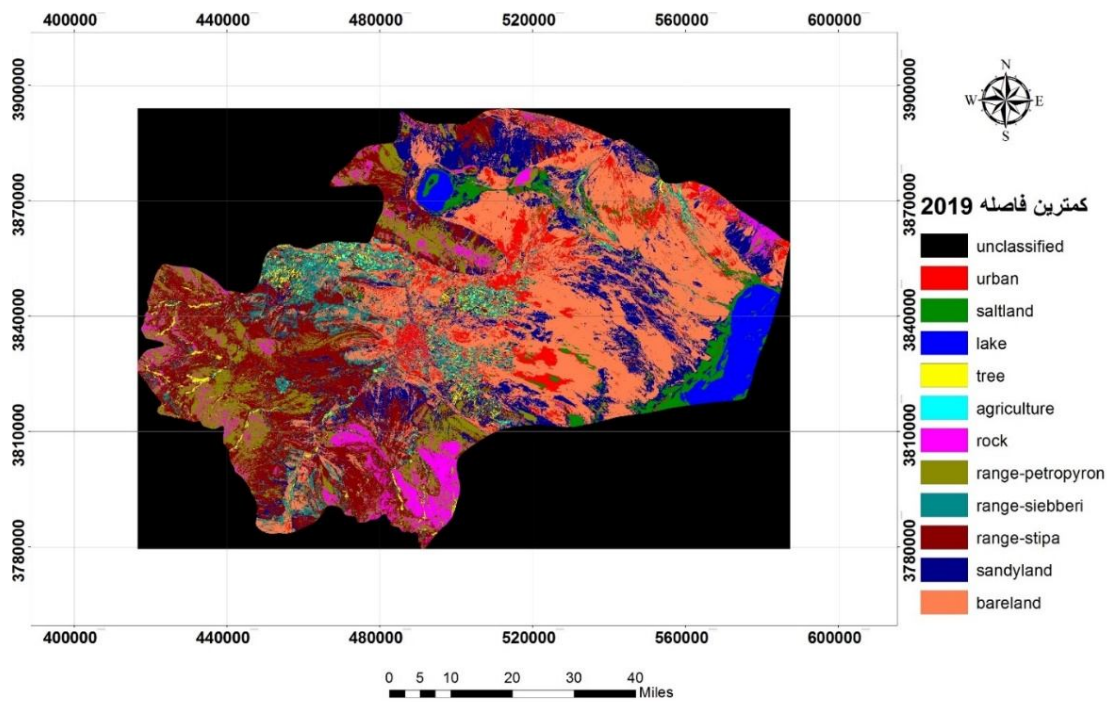 400000 440000 480000 520000 560000 600000
3900000 3900000
3870000 3870000
3840000 3840000
3810000 3810000
3780000 3780000
400000 440000 480000 520000 560000 600000
N
W E
S
کمترین فاصله 2019
unclassified
urban
saltland
lake
tree
agriculture
rock
range-petropyron
range-siebberi
range-stipa
sandyland
bareland
0 5 10 20 30 40
Miles